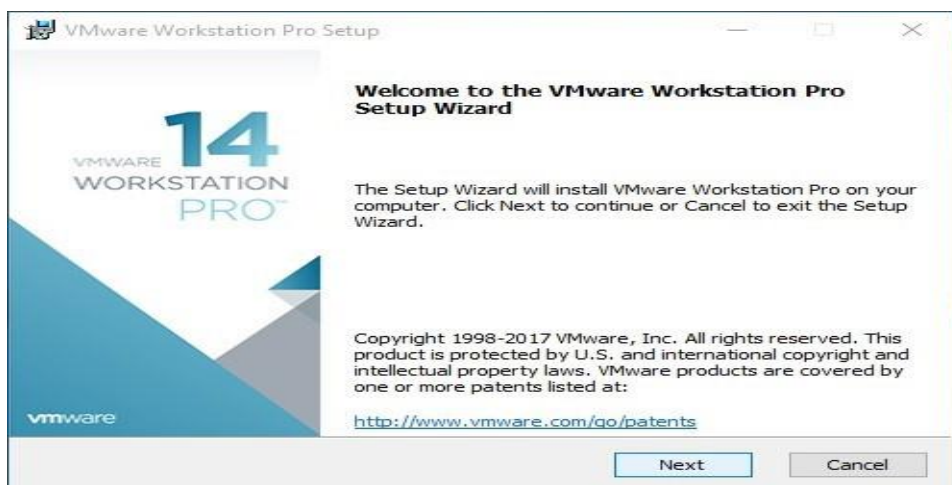 VMware Workstation Pro Setup
14
VMWARE
WORKSTATION
PRO™
vmware
Welcome to the VMware Workstation Pro
Setup Wizard
The Setup Wizard will install VMware Workstation Pro on your
computer. Click Next to continue or Cancel to exit the Setup
Wizard.
Copyright 1998-2017 VMware, Inc. All rights reserved. This
product is protected by U.S. and international copyright and
intellectual property laws. VMware products are covered by
one or more patents listed at:
http://www.vmware.com/go/patents
Next
Cancel